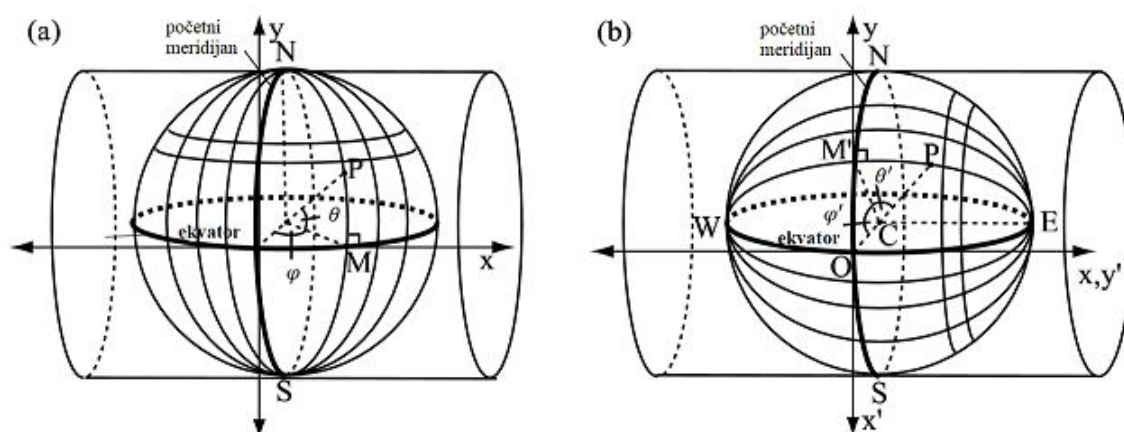 (a)
početni
meridijan
y
N
P
θ
ekvator
M
x
φ
S
(b)
početni
meridijan
y
N
M'
P
θ'
W
φ'
C
E
ekvator
O
x,y'
S
x'